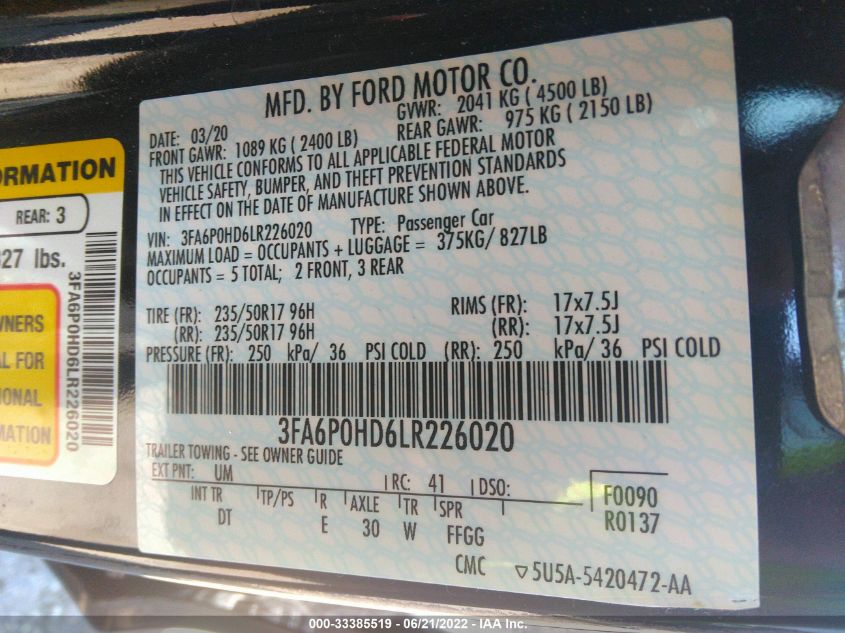 ORMATION
REAR: 3
27 lbs.
WNERS
AL FOR
IONAL
MATION
3FA6P0HD6LR226020
MFD. BY FORD MOTOR CO.
DATE: 03/20 GVWR: 2041 KG ( 4500 LB)
FRONT GAWR: 1089 KG ( 2400 LB) REAR GAWR: 975 KG ( 2150 LB)
THIS VEHICLE CONFORMS TO ALL APPLICABLE FEDERAL MOTOR
VEHICLE SAFETY, BUMPER, AND THEFT PREVENTION STANDARDS
IN EFFECT ON THE DATE OF MANUFACTURE SHOWN ABOVE.
VIN: 3FA6P0HD6LR226020 TYPE: Passenger Car
MAXIMUM LOAD = OCCUPANTS + LUGGAGE = 375KG/ 827LB
OCCUPANTS = 5 TOTAL; 2 FRONT, 3 REAR
TIRE (FR): 235/50R17 96H RIMS (FR): 17x7.5J
(RR): 235/50R17 96H (RR): 17x7.5J
PRESSURE (FR): 250 kPa/ 36 PSI COLD (RR): 250 kPa/ 36 PSI COLD
3FA6P0HD6LR226020
TRAILER TOWING - SEE OWNER GUIDE
EXT PNT: UM RC: 41 DSO: F0090
INT TR TP/PS R AXLE TR SPR R0137
DT E 30 W FFGG
CMC ▽5U5A-5420472-AA
000-33385519 - 06/21/2022 - IAA Inc.